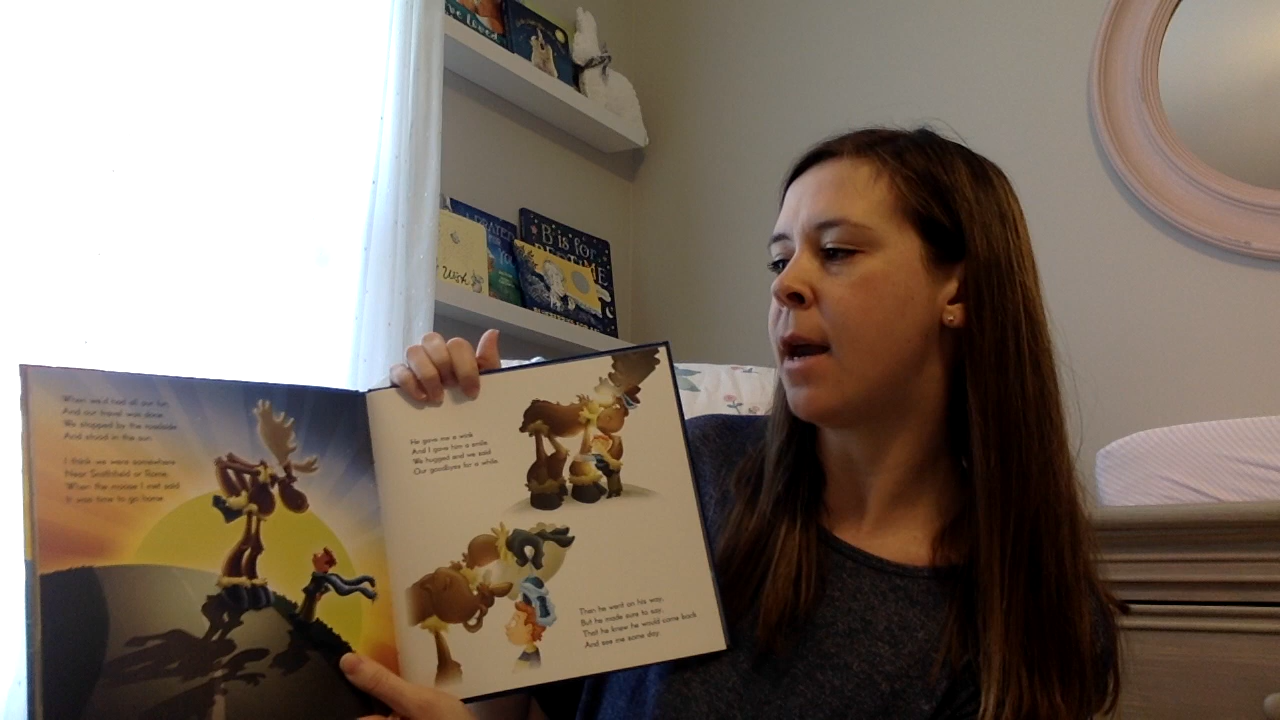 e Loved
B is for
BEDTIME
Wish
When we'd had all our fun,
And our travel was done,
We stopped by the roadside
And stood in the sun.
I think we were somewhere
Near Smithfield or Rome,
When the moose I met said
It was time to go home.
He gave me a wink
And I gave him a smile.
We hugged and we said
Our goodbyes for a while.
Then he went on his way,
But he made sure to say,
That he knew he would come back
And see me some day.